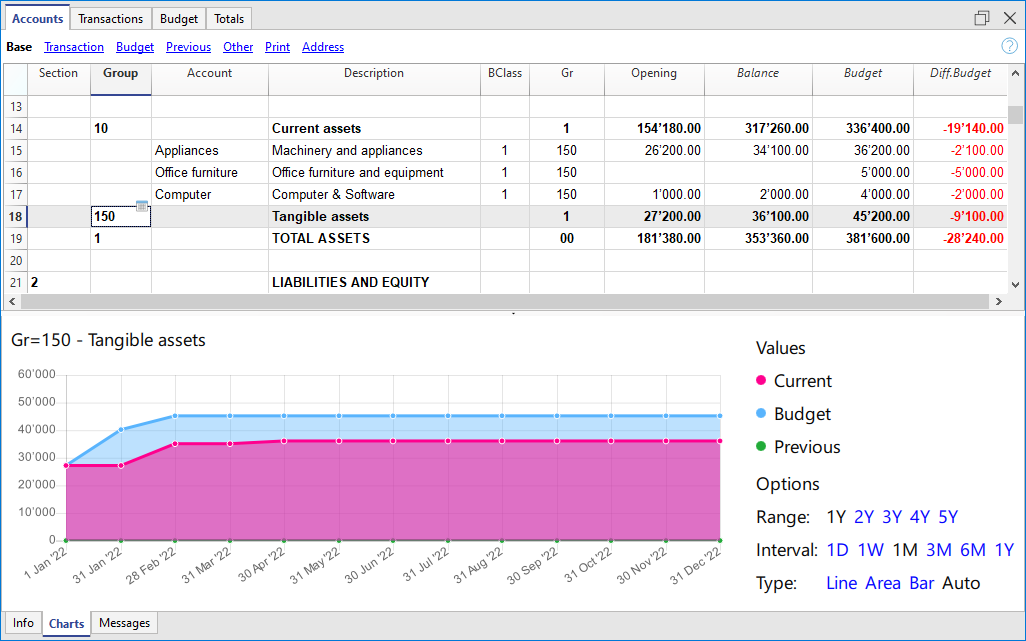 Accounts Transactions Budget Totals
Base Transaction Budget Previous Other Print Address ?
Section Group Account Description BClass Gr Opening Balance Budget Diff.Budget
13
14 10 Current assets 1 154’180.00 317’260.00 336’400.00 -19’140.00
15 Appliances Machinery and appliances 1 150 26’200.00 34’100.00 36’200.00 -2’100.00
16 Office furniture Office furniture and equipment 1 150 5’000.00 -5’000.00
17 Computer Computer & Software 1 150 1’000.00 2’000.00 4’000.00 -2’000.00
18 150 Tangible assets 1 27’200.00 36’100.00 45’200.00 -9’100.00
19 1 TOTAL ASSETS 00 181’380.00 353’360.00 381’600.00 -28’240.00
20
21 2 LIABILITIES AND EQUITY
Gr=150 - Tangible assets
60’000
50’000
40’000
30’000
20’000
10’000
0
1 Jan ’22 31 Jan ’22 28 Feb ’22 31 Mar ’22 30 Apr ’22 31 May ’22 30 Jun ’22 31 Jul ’22 31 Aug ’22 30 Sep ’22 31 Oct ’22 30 Nov ’22 31 Dec ’22
Values
Current
Budget
Previous
Options
Range: 1Y 2Y 3Y 4Y 5Y
Interval: 1D 1W 1M 3M 6M 1Y
Type: Line Area Bar Auto
Info Charts Messages